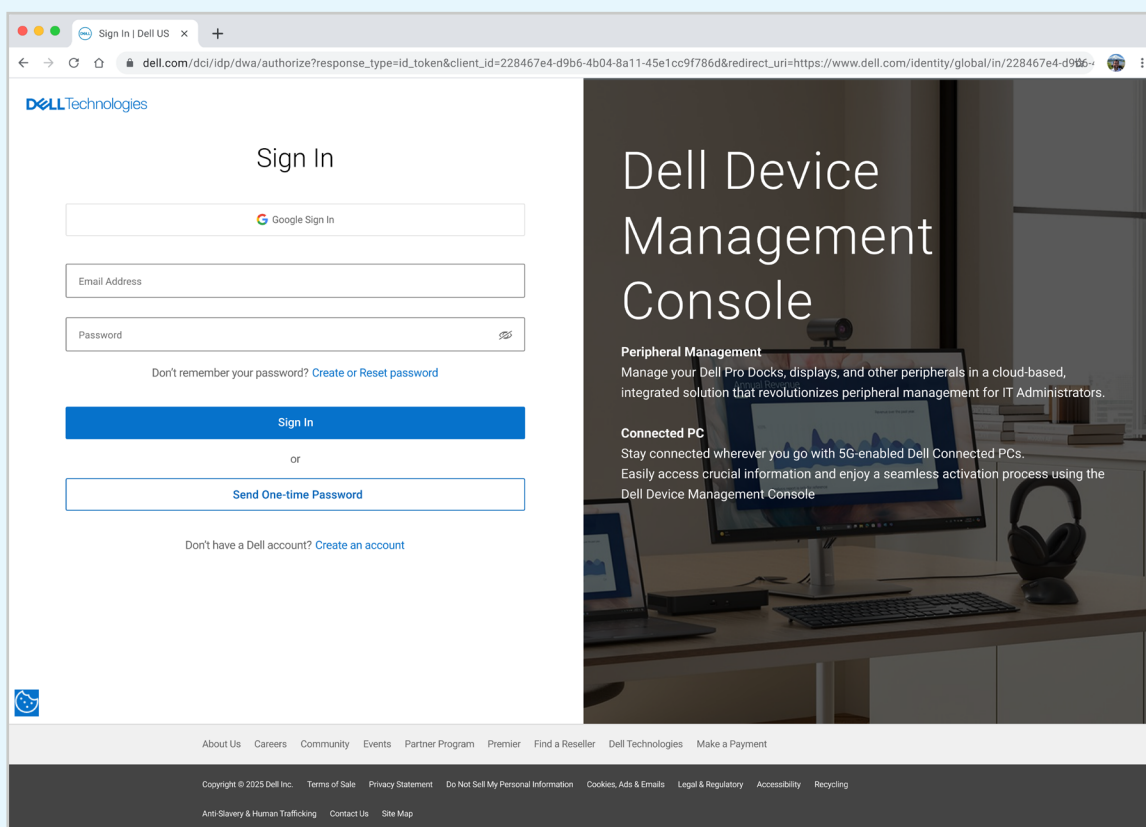 Sign In | Dell US
dell.com/dci/idp/dwa/authorize?response_type=id_token&client_id=228467e4-d9b6-4b04-8a11-45e1cc9f786d&redirect_uri=https://www.dell.com/identity/global/in/228467e4-d9b6-4
DELLTechnologies
Sign In
Google Sign In
Email Address
Password
Don't remember your password? Create or Reset password
Sign In
or
Send One-time Password
Don't have a Dell account? Create an account
Dell Device
Management
Console
Peripheral Management
Manage your Dell Pro Docks, displays, and other peripherals in a cloud-based,
Annual Revenue
integrated solution that revolutionizes peripheral management for IT Administrators.
Connected PC
Stay connected wherever you go with 5G-enabled Dell Connected PCs.
Easily access crucial information and enjoy a seamless activation process using the
Dell Device Management Console
About Us Careers Community Events Partner Program Premier Find a Reseller Dell Technologies Make a Payment
Copyright © 2025 Dell Inc. Terms of Sale Privacy Statement Do Not Sell My Personal Information Cookies, Ads & Emails Legal & Regulatory Accessibility Recycling
Anti-Slavery & Human Trafficking Contact Us Site Map